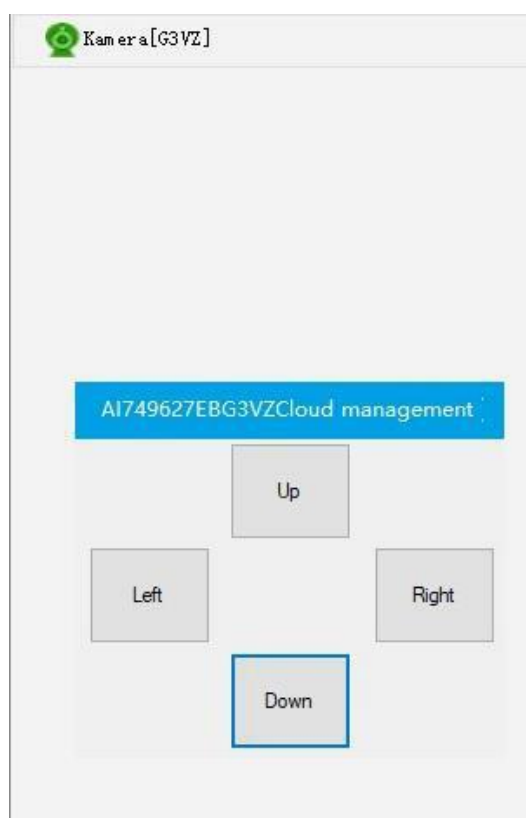 Kamera[G3VZ]
AI749627EBG3VZCloud management
Up
Left Right
Down